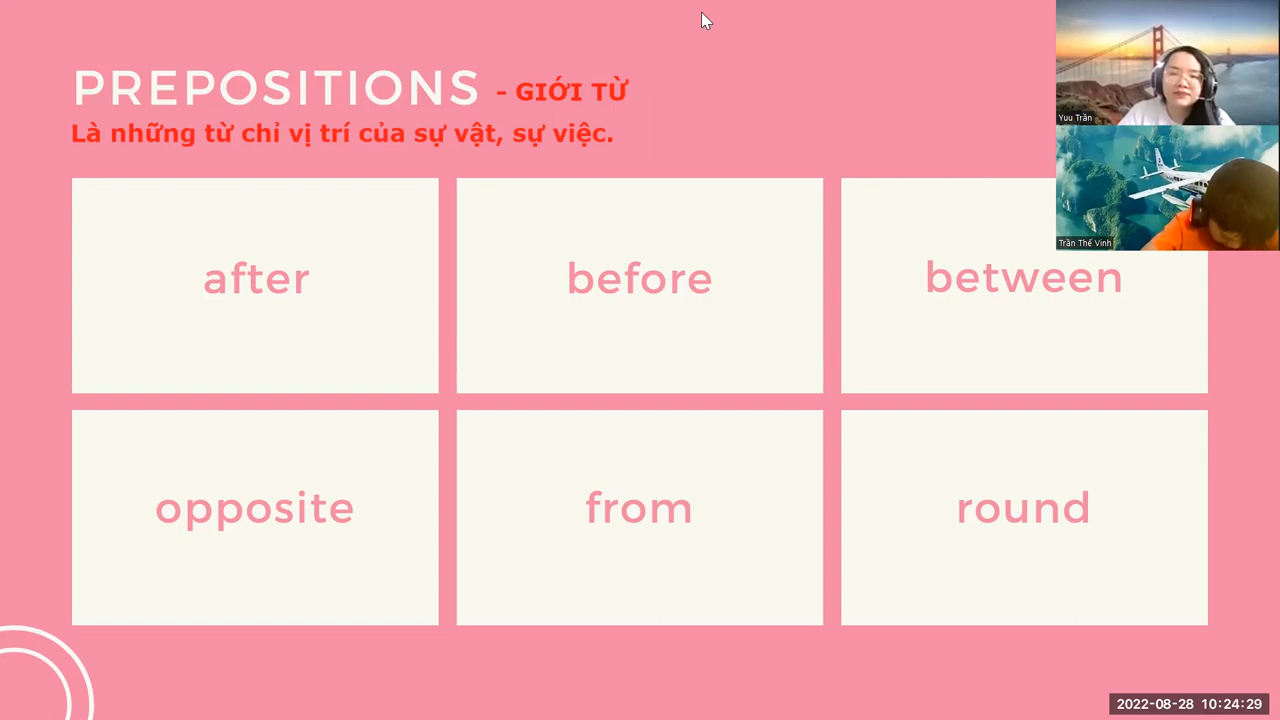 PREPOSITIONS - GIỚI TỪ
Là những từ chỉ vị trí của sự vật, sự việc.
Yuu Trần
Trần Thế Vinh
after
before
between
opposite
from
round
2022-08-28 10:24:29